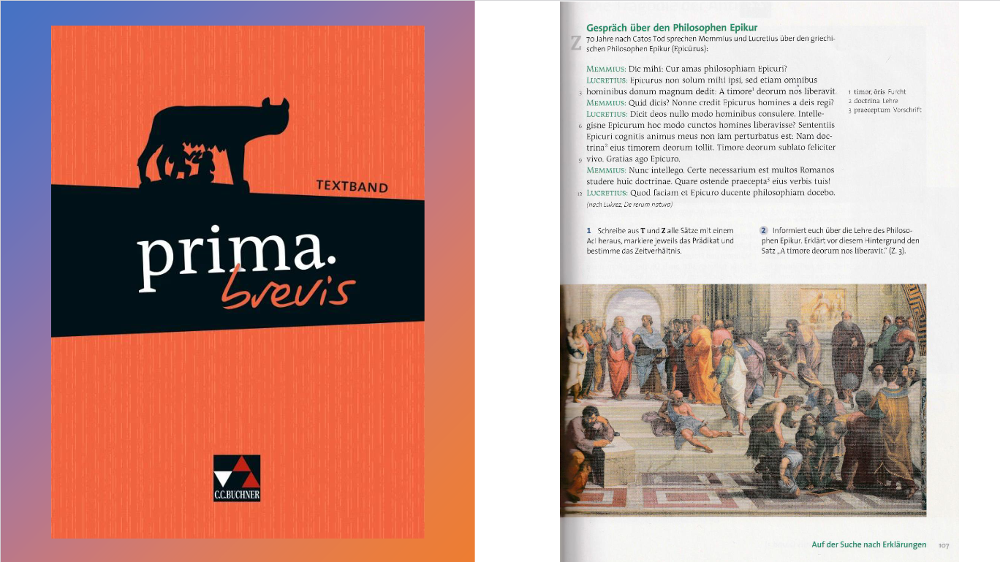 TEXTBAND
prima.
brevis
C.C.BUCHNER
Gespräch über den Philosophen Epikur
Z
70 Jahre nach Catos Tod sprechen Memmius und Lucretius über den griechi-
schen Philosophen Epikur (Epicūrus):
MEMMIUS: Dic mihi: Cur amas philosophiam Epicuri?
LUCRETIUS: Epicurus non solum mihi ipsi, sed etiam omnibus
3 hominibus donum magnum dedit: A timore¹ deorum nos liberavit.
MEMMIUS: Quid dicis? Nonne credit Epicurus homines a deis regi?
LUCRETIUS: Dicit deos nullo modo hominibus consulere. Intelle-
6 gisne Epicurum hoc modo cunctos homines liberavisse? Sententiis
Epicuri cognitis animus meus non iam perturbatus est: Nam doc-
trina² eius timorem deorum tollit. Timore deorum sublato feliciter
9 vivo. Gratias ago Epicuro.
MEMMIUS: Nunc intellego. Certe necessarium est multos Romanos
studere huic doctrinae. Quare ostende praecepta³ eius verbis tuis!
12 LUCRETIUS: Quod faciam et Epicuro ducente philosophiam docebo.
(nach Lukrez, De rerum natura)
1 timor, ōris Furcht
2 doctrina Lehre
3 praeceptum Vorschrift
1 Schreibe aus T und Z alle Sätze mit einem
AcI heraus, markiere jeweils das Prädikat und
bestimme das Zeitverhältnis.
2 Informiert euch über die Lehre des Philoso-
phen Epikur. Erklärt vor diesem Hintergrund den
Satz „A timore deorum nos liberavit.“ (Z. 3).
Auf der Suche nach Erklärungen 107